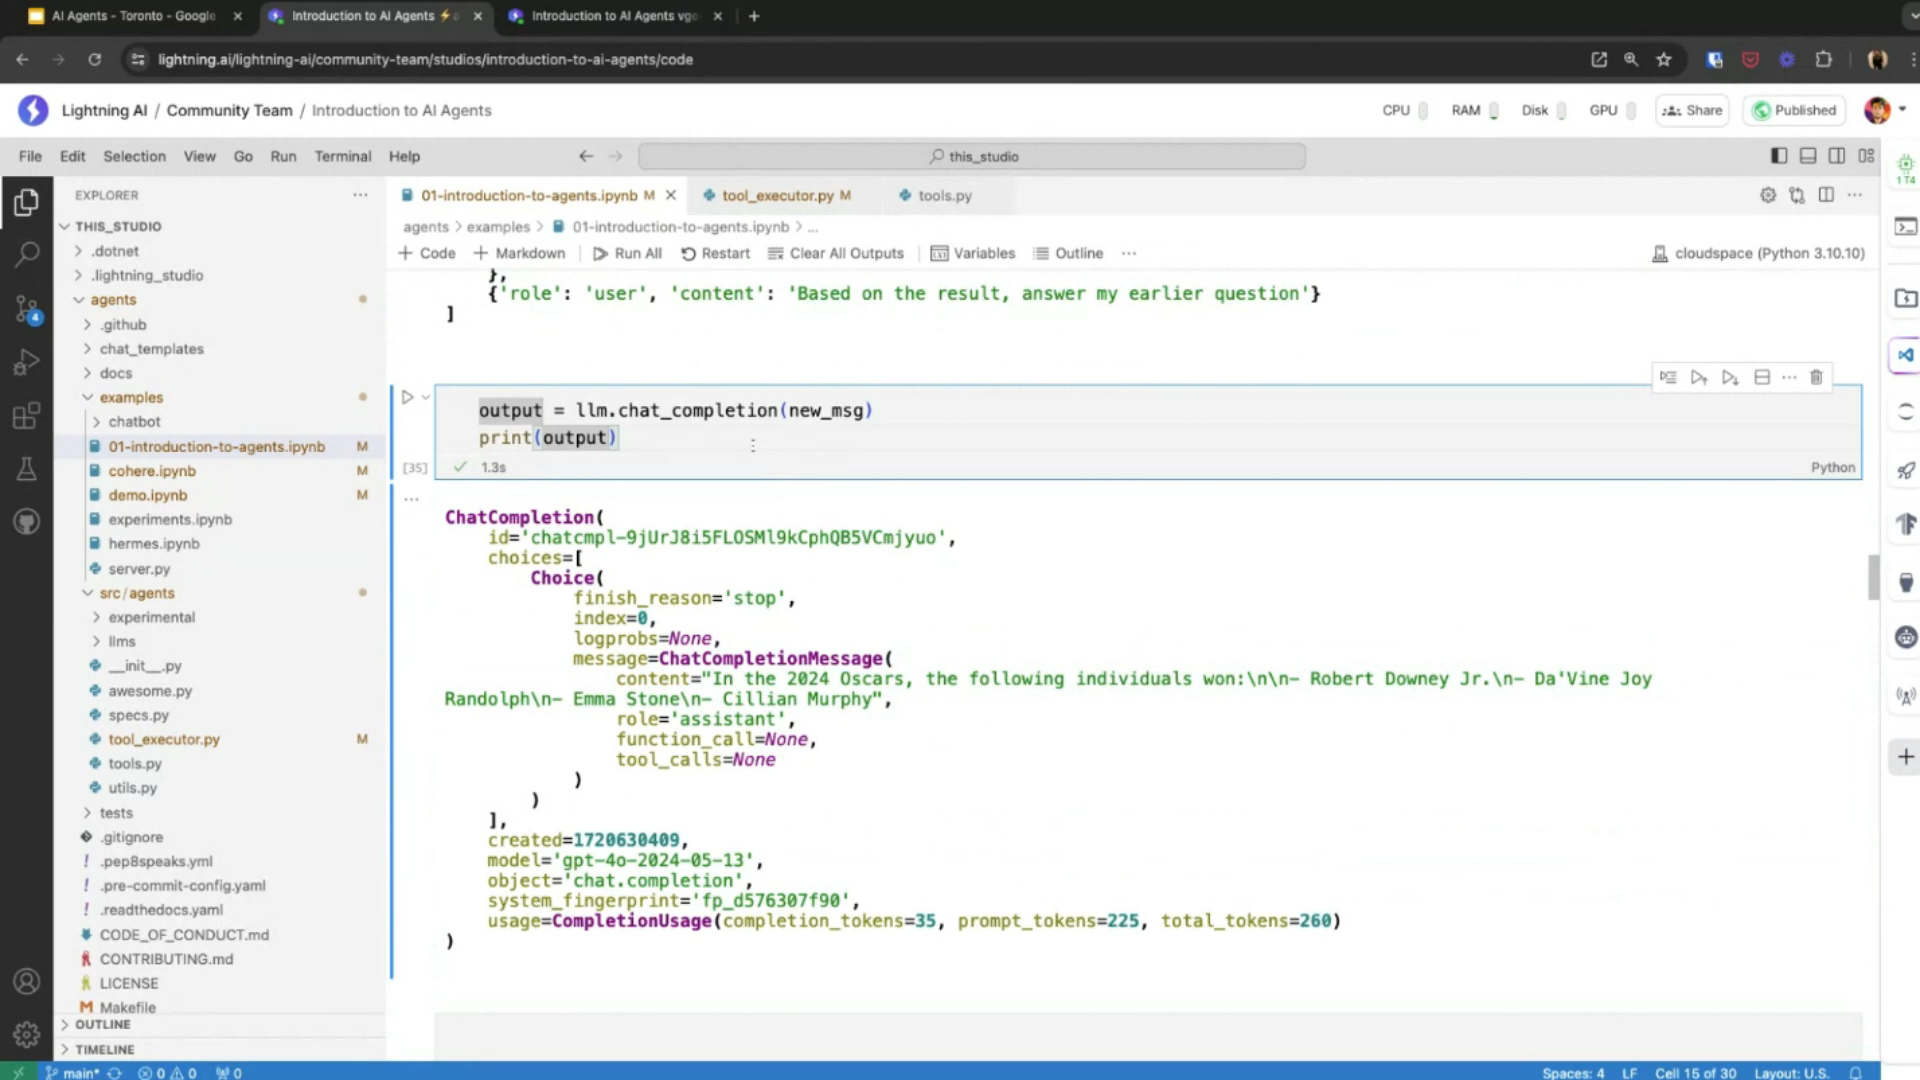 AI Agents - Toronto - Google
Introduction to AI Agents ⚡
Introduction to AI Agents
lightning.ai/lightning-ai/community-team/studios/introduction-to-ai-agents/code
Lightning AI / Community Team / Introduction to AI Agents
CPU RAM Disk GPU Share Published
File Edit Selection View Go Run Terminal Help
this_studio
EXPLORER
01-introduction-to-agents.ipynb M
tool_executor.py M
tools.py
THIS_STUDIO
.dotnet
.lightning_studio
agents
.github
chat_templates
docs
examples
chatbot
01-introduction-to-agents.ipynb M
cohere.ipynb M
demo.ipynb M
experiments.ipynb
hermes.ipynb
server.py
src/agents
experimental
llms
__init__.py
awesome.py
specs.py
tool_executor.py M
tools.py
utils.py
tests
.gitignore
.pep8speaks.yml
.pre-commit-config.yaml
.readthedocs.yaml
CODE_OF_CONDUCT.md
CONTRIBUTING.md
LICENSE
Makefile
OUTLINE
TIMELINE
4
agents > examples > 01-introduction-to-agents.ipynb > ...
+ Code + Markdown Run All Restart Clear All Outputs Variables Outline ...
cloudspace (Python 3.10.10)
},
{'role': 'user', 'content': 'Based on the result, answer my earlier question'}
]
output = llm.chat_completion(new_msg)
print(output)
[35] 1.3s Python
ChatCompletion(
id='chatcmpl-9jUrJ8i5FLOSMl9kCphQB5VCmjyuo',
choices=[
Choice(
finish_reason='stop',
index=0,
logprobs=None,
message=ChatCompletionMessage(
content="In the 2024 Oscars, the following individuals won:\n\n- Robert Downey Jr.\n- Da'Vine Joy
Randolph\n- Emma Stone\n- Cillian Murphy",
role='assistant',
function_call=None,
tool_calls=None
)
)
],
created=1720630409,
model='gpt-4o-2024-05-13',
object='chat.completion',
system_fingerprint='fp_d576307f90',
usage=CompletionUsage(completion_tokens=35, prompt_tokens=225, total_tokens=260)
)
1 T4
main* 0 0 0
Spaces: 4 LF Cell 15 of 30 Layout: U.S.